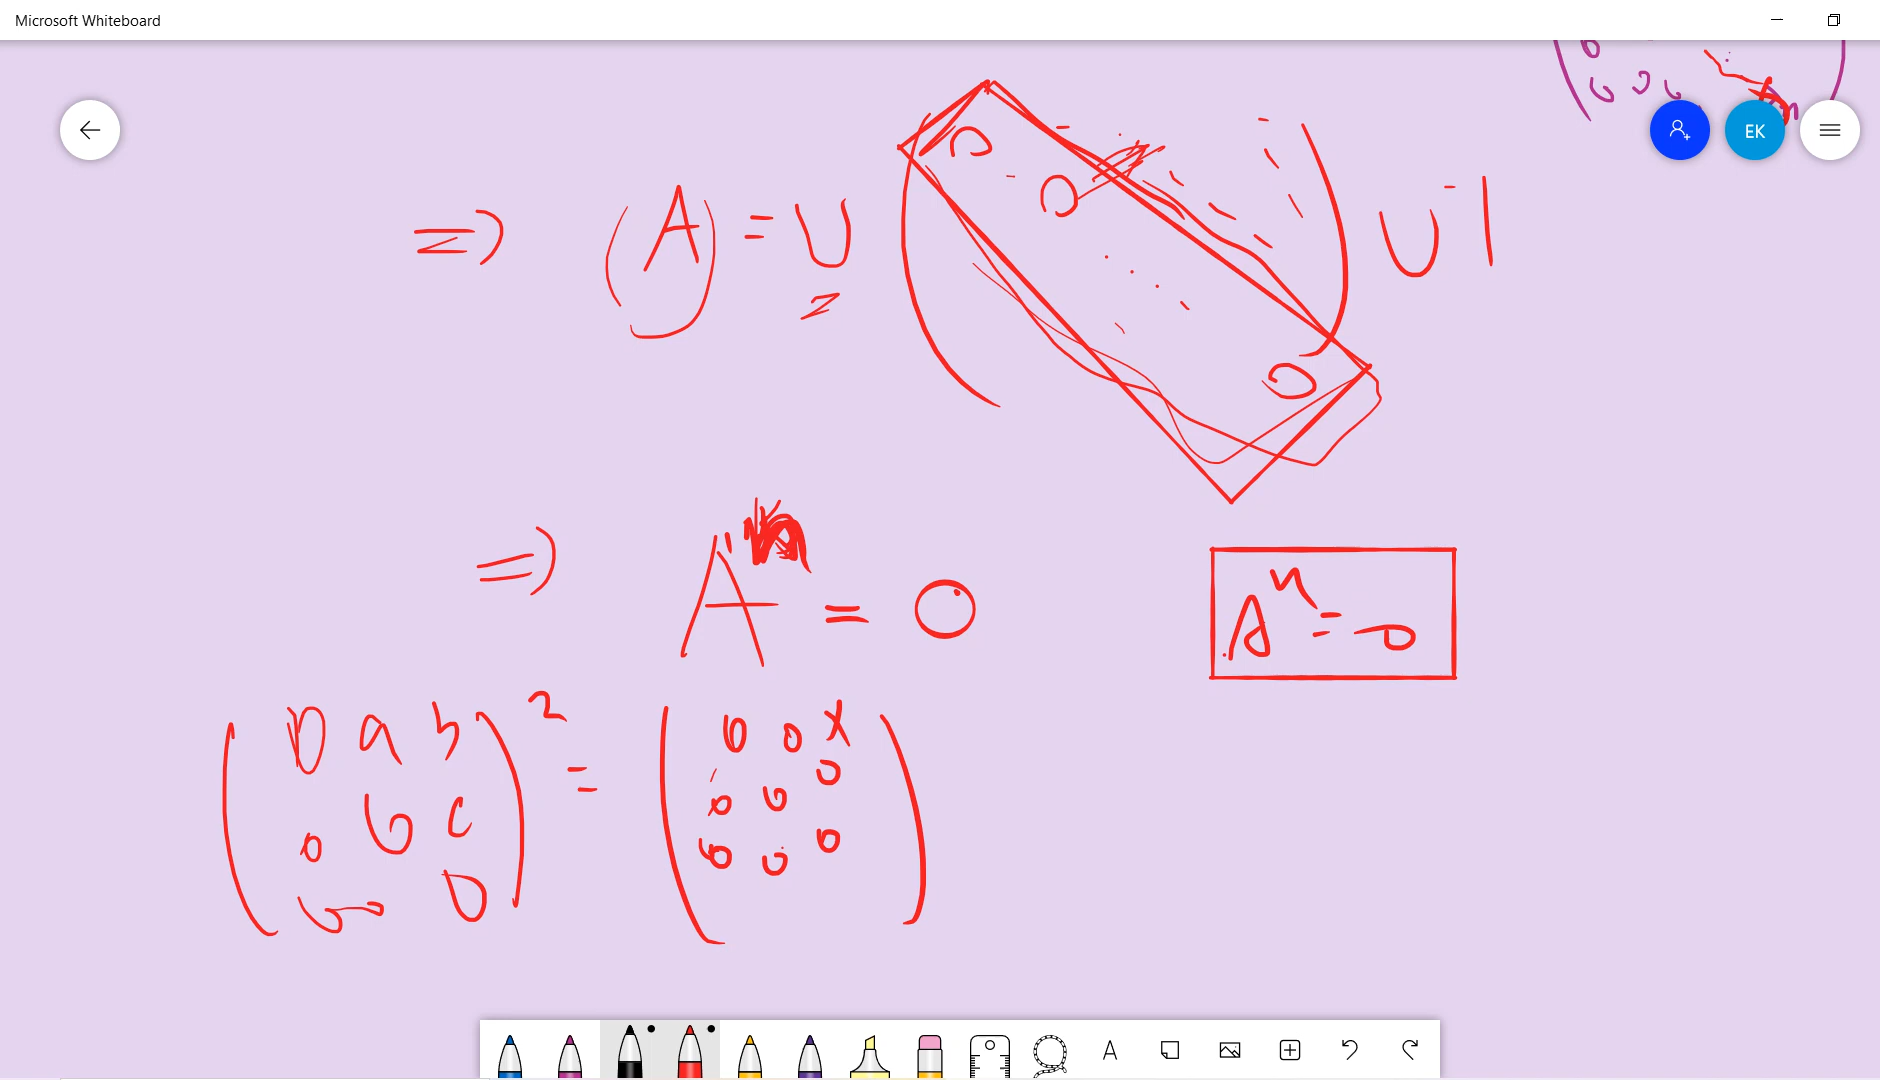 Microsoft Whiteboard
EK
⇒ (A) = U ( 0 0 ... 0 ) U⁻¹
⇒ Aⁿ = 0
Aⁿ = 0
( 0 a b )² = ( 0 0 x )
0 0 c 0 0 0
0 0 0 0 0 0